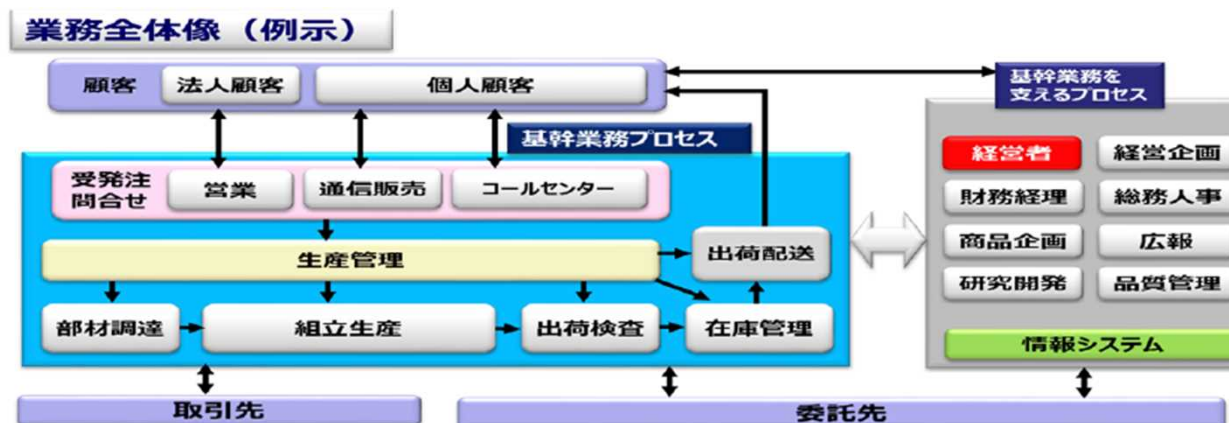 業務全体像（例示）
顧客
法人顧客
個人顧客
基幹業務を
支えるプロセス
基幹業務プロセス
受発注
問合せ
営業
通信販売
コールセンター
経営者
経営企画
財務経理
総務人事
生産管理
出荷配送
商品企画
広報
研究開発
品質管理
部材調達
組立生産
出荷検査
在庫管理
情報システム
取引先
委託先